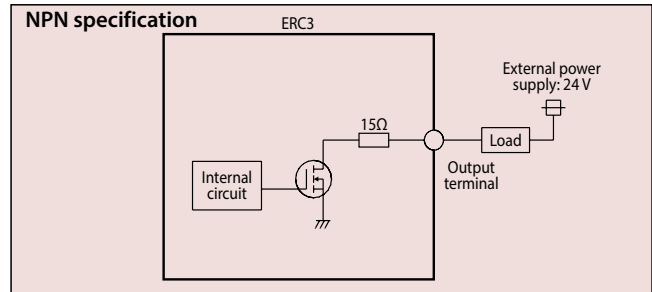 NPN specification
ERC3
External power
supply: 24 V
15Ω
Load
Output
terminal
Internal
circuit